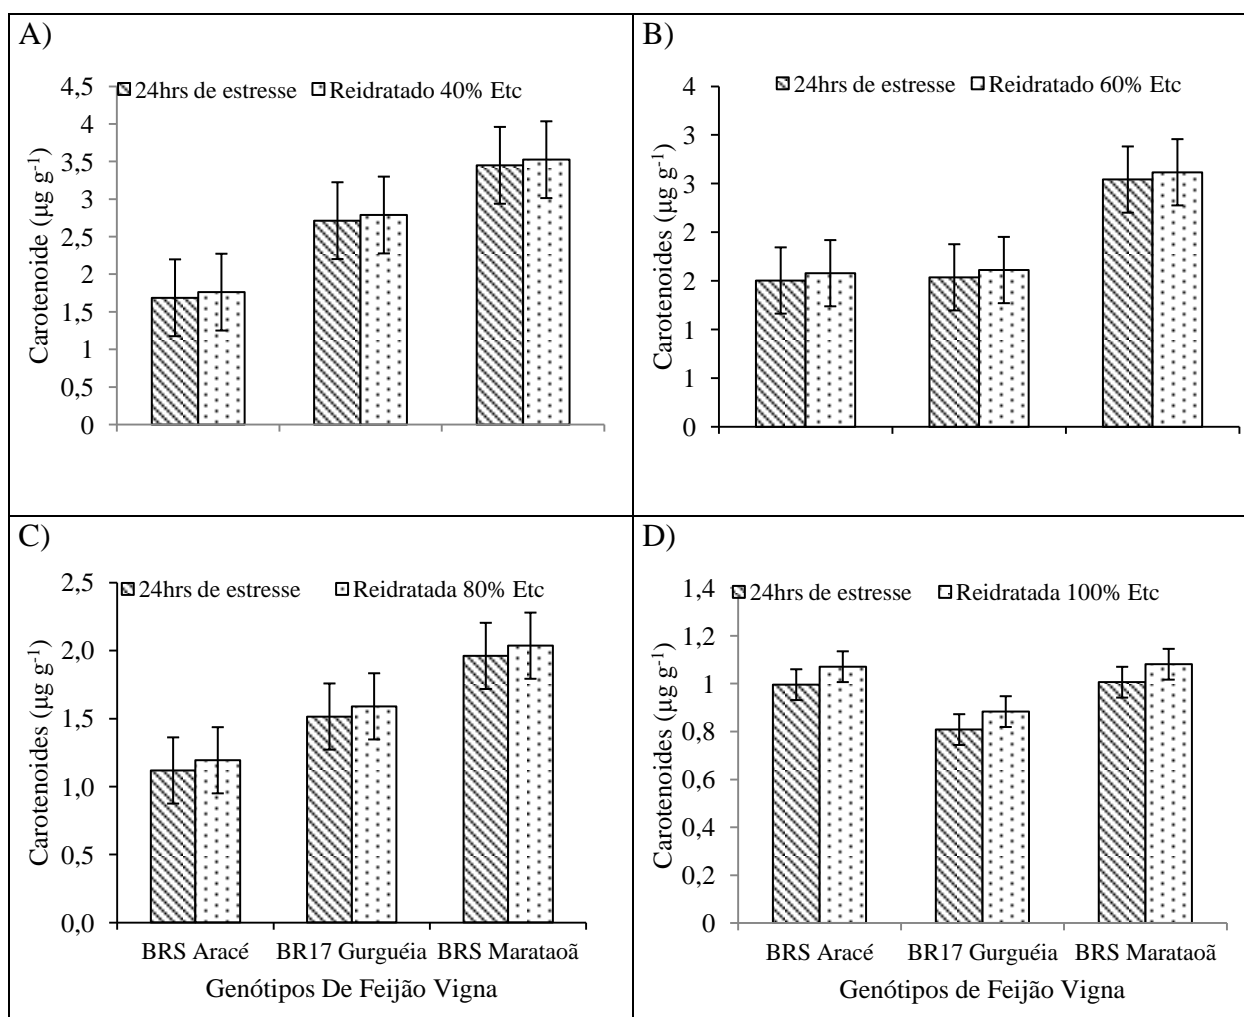 A)
24hrs de estresse Reidratado 40% Etc
Carotenoide (µg g-1)
4,5
4
3,5
3
2,5
2
1,5
1
0,5
0
B)
24hrs de estresse Reidratado 60% Etc
Carotenoides (µg g-1)
4
3
3
2
2
1
1
0
C)
24hrs de estresse Reidratada 80% Etc
Carotenoides (µg g-1)
2,5
2,0
1,5
1,0
0,5
0,0
BRS Aracé BR17 Gurguéia BRS Marataoã
Genótipos De Feijão Vigna
D)
24hrs de estresse Reidratada 100% Etc
Carotenoides (µg g-1)
1,4
1,2
1
0,8
0,6
0,4
0,2
0
BRS Aracé BR17 Gurguéia BRS Marataoã
Genótipos de Feijão Vigna